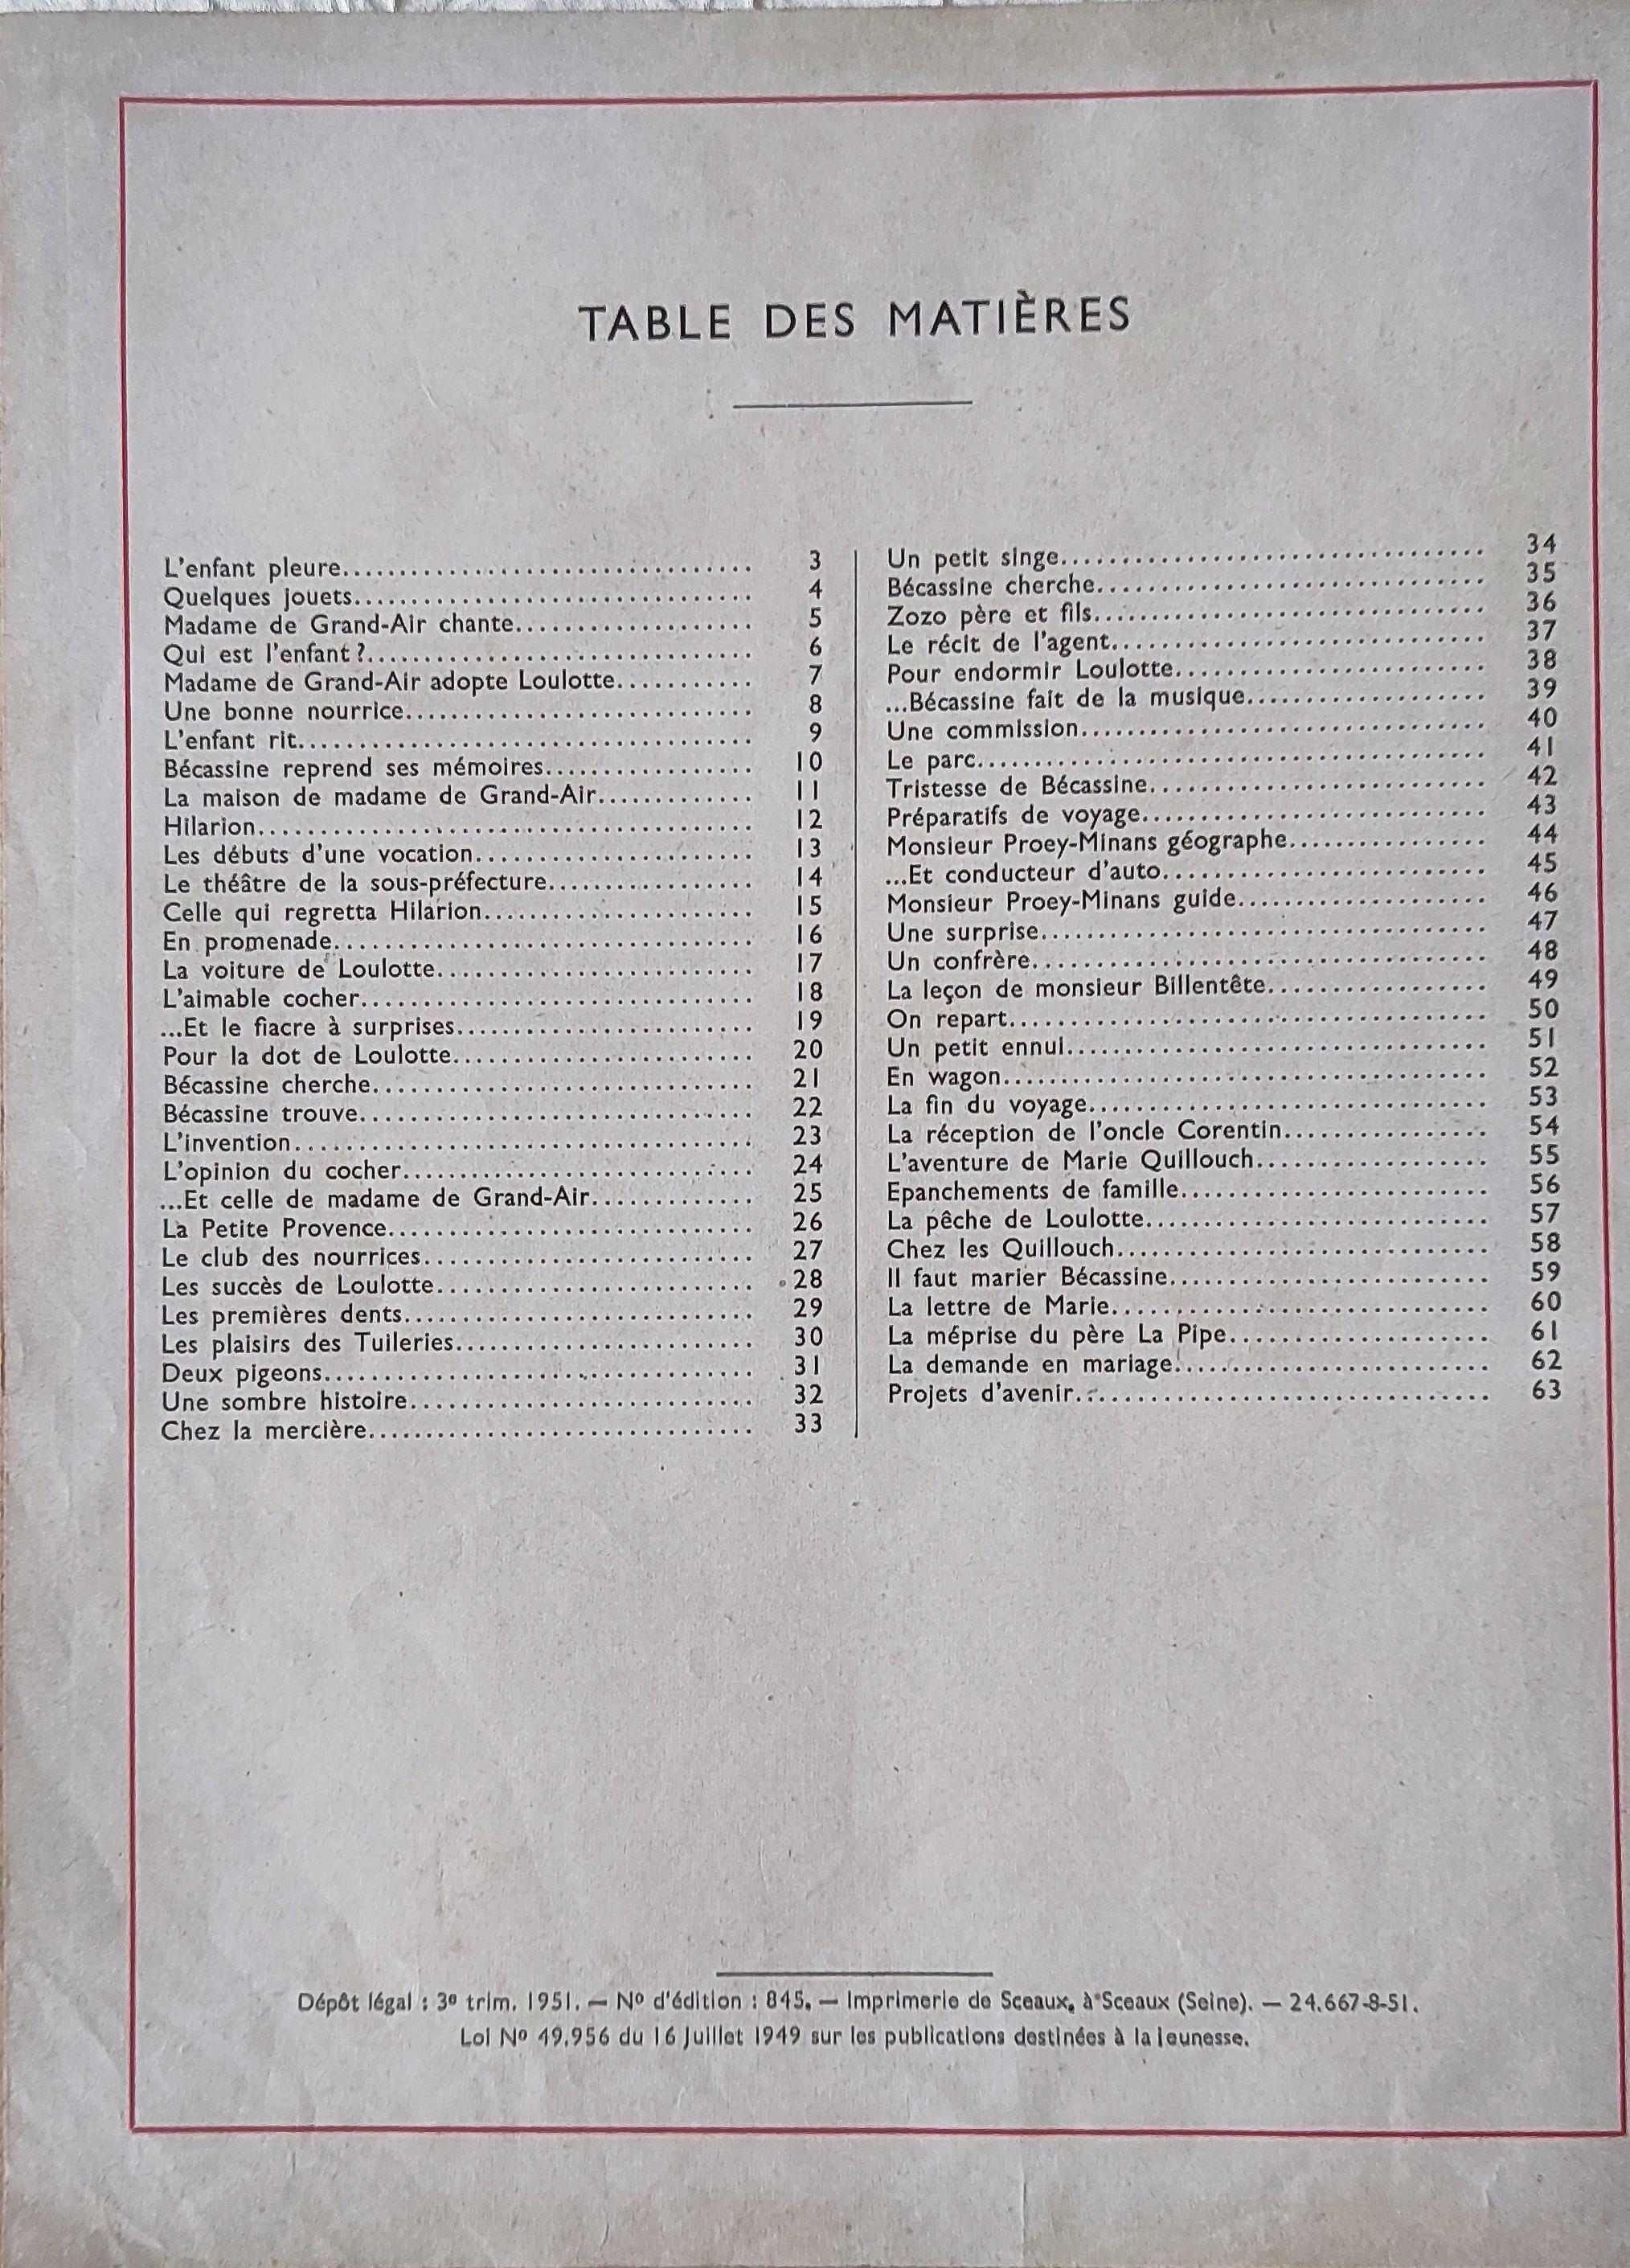 TABLE DES MATIÈRES
L'enfant pleure................................... 3
Quelques jouets................................... 4
Madame de Grand-Air chante..................... 5
Qui est l'enfant ?................................. 6
Madame de Grand-Air adopte Loulotte............ 7
Une bonne nourrice.............................. 8
L'enfant rit....................................... 9
Bécassine reprend ses mémoires................... 10
La maison de madame de Grand-Air.............. 11
Hilarion.......................................... 12
Les débuts d'une vocation......................... 13
Le théâtre de la sous-préfecture.................. 14
Celle qui regretta Hilarion........................ 15
En promenade..................................... 16
La voiture de Loulotte............................ 17
L'aimable cocher.................................. 18
...Et le fiacre à surprises.......................... 19
Pour la dot de Loulotte........................... 20
Bécassine cherche................................. 21
Bécassine trouve.................................. 22
L'invention........................................ 23
L'opinion du cocher............................... 24
...Et celle de madame de Grand-Air.............. 25
La Petite Provence................................ 26
Le club des nourrices............................. 27
Les succès de Loulotte............................ 28
Les premières dents............................... 29
Les plaisirs des Tuileries.......................... 30
Deux pigeons...................................... 31
Une sombre histoire............................... 32
Chez la mercière.................................. 33
Un petit singe..................................... 34
Bécassine cherche................................. 35
Zozo père et fils.................................. 36
Le récit de l'agent................................. 37
Pour endormir Loulotte........................... 38
...Bécassine fait de la musique..................... 39
Une commission................................... 40
Le parc............................................ 41
Tristesse de Bécassine............................. 42
Préparatifs de voyage.............................. 43
Monsieur Proey-Minans géographe................. 44
...Et conducteur d'auto............................ 45
Monsieur Proey-Minans guide...................... 46
Une surprise....................................... 47
Un confrère........................................ 48
La leçon de monsieur Billentête................... 49
On repart.......................................... 50
Un petit ennui..................................... 51
En wagon.......................................... 52
La fin du voyage................................... 53
La réception de l'oncle Corentin.................. 54
L'aventure de Marie Quillouch.................... 55
Epanchements de famille........................... 56
La pêche de Loulotte.............................. 57
Chez les Quillouch................................. 58
Il faut marier Bécassine............................ 59
La lettre de Marie................................. 60
La méprise du père La Pipe....................... 61
La demande en mariage............................ 62
Projets d'avenir.................................... 63
Dépôt légal : 3e trim. 1951. — No d'édition : 845. — Imprimerie de Sceaux, à Sceaux (Seine). — 24.667-8-51.
Loi No 49.956 du 16 Juillet 1949 sur les publications destinées à la jeunesse.